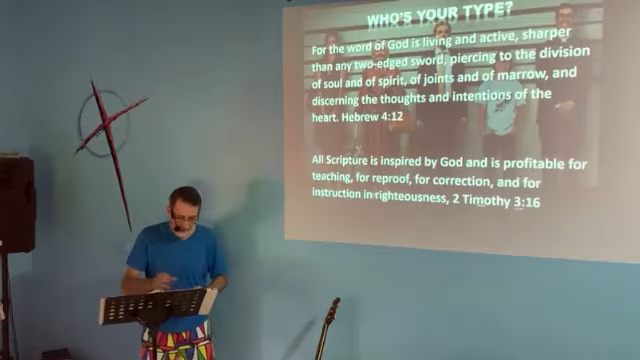 WHO'S YOUR TYPE?
For the word of God is living and active, sharper
than any two-edged sword, piercing to the division
of soul and of spirit, of joints and of marrow, and
discerning the thoughts and intentions of the
heart. Hebrew 4:12
All Scripture is inspired by God and is profitable for
teaching, for reproof, for correction, and for
instruction in righteousness, 2 Timothy 3:16